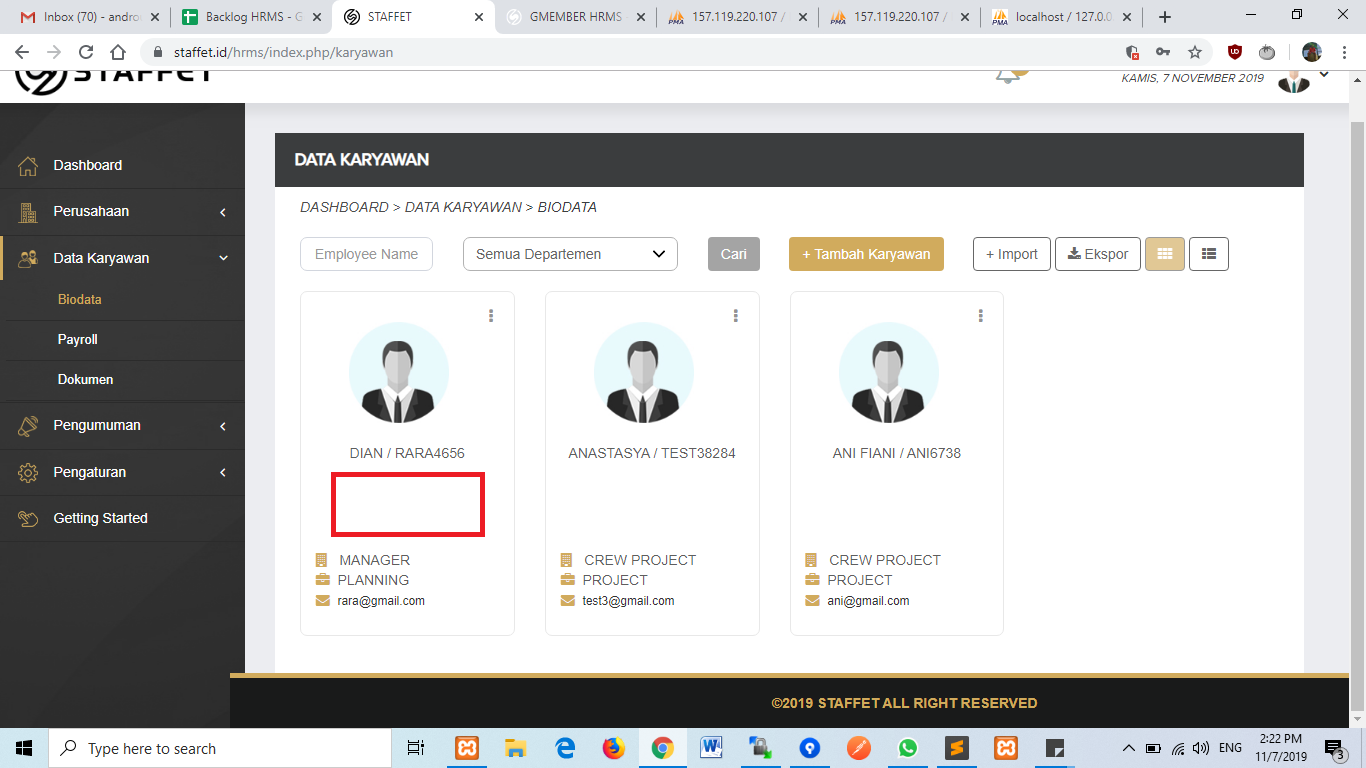 Inbox (70) - andro
Backlog HRMS - G
STAFFET
GMEMBER HRMS
157.119.220.107 /
157.119.220.107 /
localhost / 127.0.0
staffet.id/hrms/index.php/karyawan
STAFFET
KAMIS, 7 NOVEMBER 2019
Dashboard
Perusahaan
Data Karyawan
Biodata
Payroll
Dokumen
Pengumuman
Pengaturan
Getting Started
DATA KARYAWAN
DASHBOARD > DATA KARYAWAN > BIODATA
Employee Name
Semua Departemen
Cari
+ Tambah Karyawan
+ Import
Ekspor
DIAN / RARA4656
MANAGER
PLANNING
rara@gmail.com
ANASTASYA / TEST38284
CREW PROJECT
PROJECT
test3@gmail.com
ANI FIANI / ANI6738
CREW PROJECT
PROJECT
ani@gmail.com
©2019 STAFFET ALL RIGHT RESERVED
Type here to search
ENG
2:22 PM
11/7/2019
3